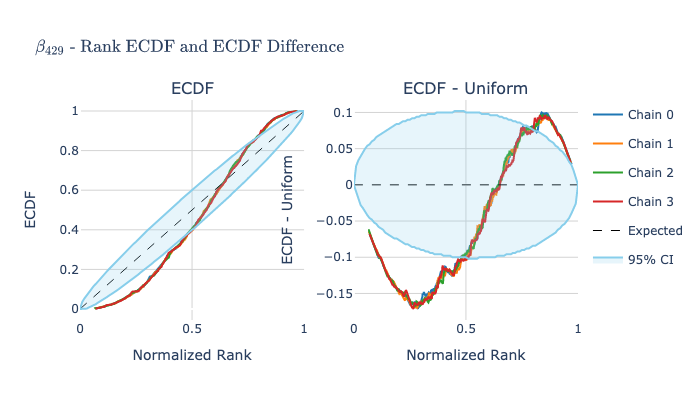 β₄₂₉ - Rank ECDF and ECDF Difference
ECDF
ECDF
1
0.8
0.6
0.4
0.2
0
0
0.5
1
Normalized Rank
ECDF - Uniform
ECDF - Uniform
0.1
0.05
0
−0.05
−0.1
−0.15
0
0.5
1
Normalized Rank
Chain 0
Chain 1
Chain 2
Chain 3
Expected
95% CI